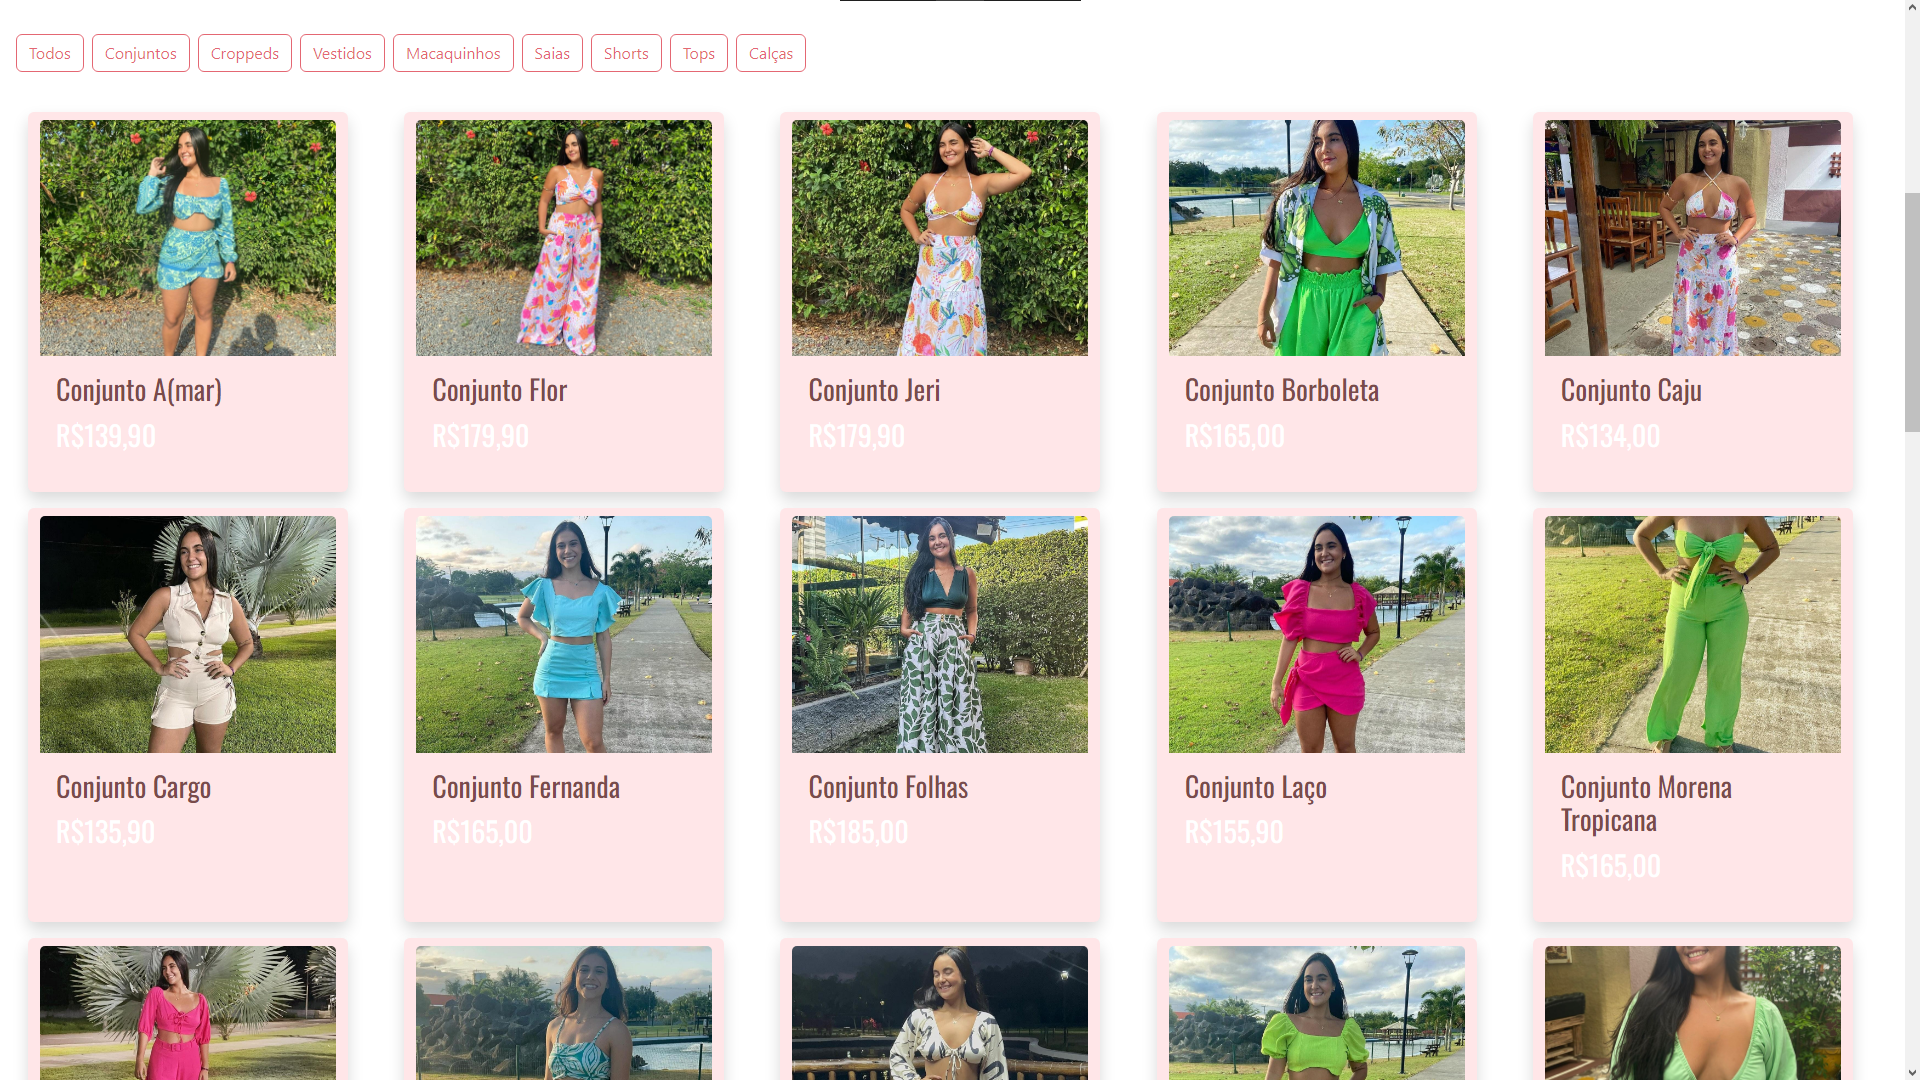 Todos
Conjuntos
Croppeds
Vestidos
Macaquinhos
Saias
Shorts
Tops
Calças
Conjunto A(mar)
R$139,90
Conjunto Flor
R$179,90
Conjunto Jeri
R$179,90
Conjunto Borboleta
R$165,00
Conjunto Caju
R$134,00
Conjunto Cargo
R$135,90
Conjunto Fernanda
R$165,00
Conjunto Folhas
R$185,00
Conjunto Laço
R$155,90
Conjunto Morena
Tropicana
R$165,00